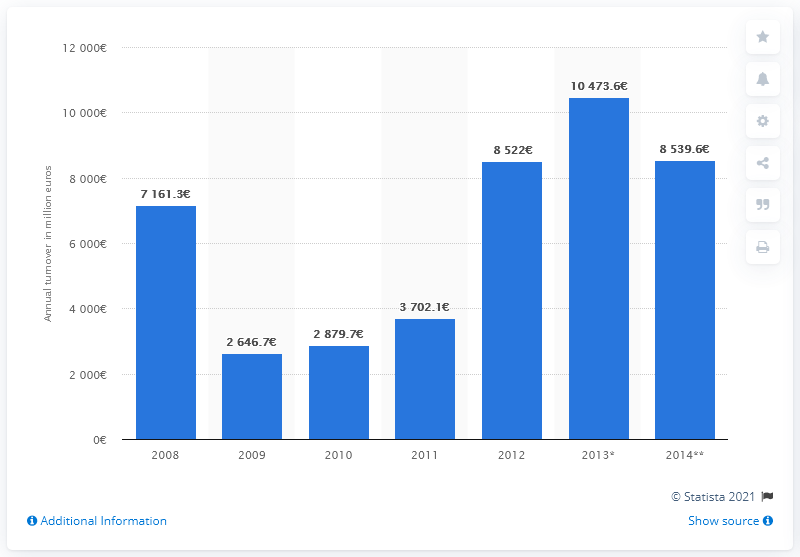 12 000€
10 000€
8 000€
6 000€
4 000€
2 000€
0€
Annual turnover in million euros
7 161.3€
2 646.7€
2 879.7€
3 702.1€
8 522€
10 473.6€
8 539.6€
2008 2009 2010 2011 2012 2013* 2014**
© Statista 2021
Additional Information
Show source